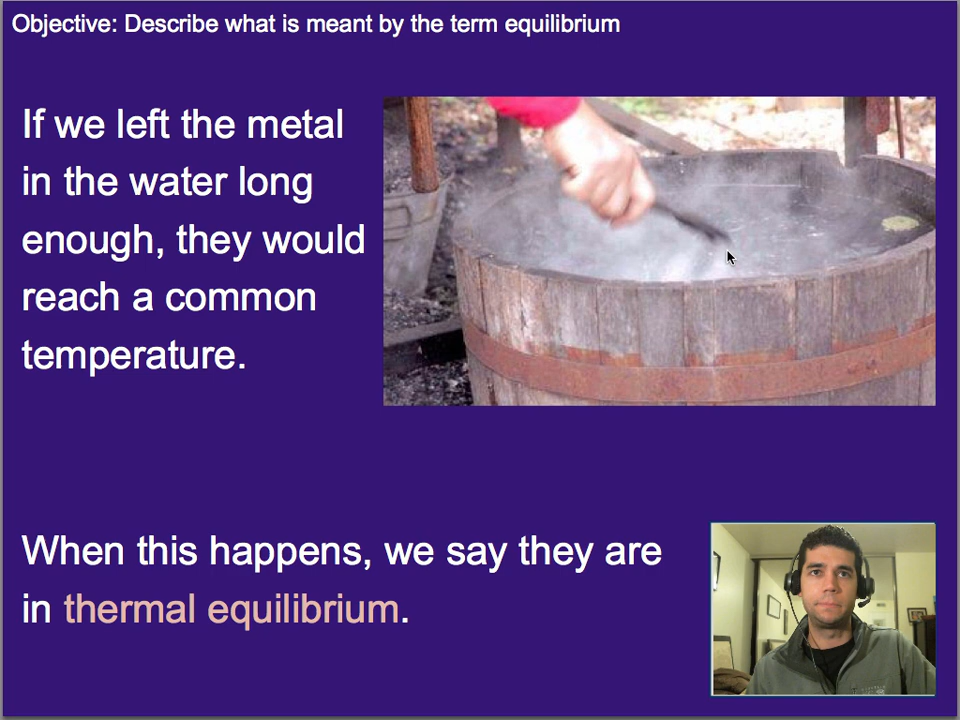 Objective: Describe what is meant by the term equilibrium
If we left the metal
in the water long
enough, they would
reach a common
temperature.
When this happens, we say they are
in thermal equilibrium.